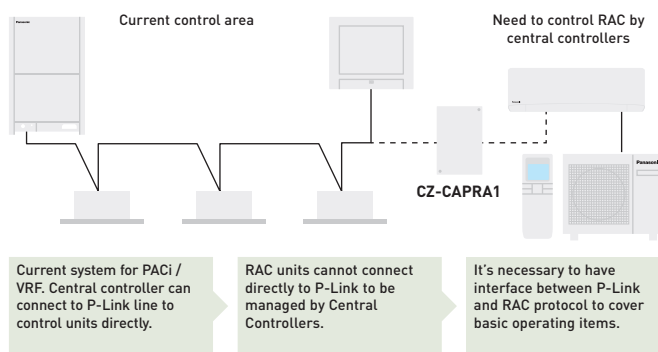 Panasonic
Current control area
Need to control RAC by
central controllers
Panasonic
CZ-CAPRA1
Current system for PACi /
VRF. Central controller can
connect to P-Link line to
control units directly.
RAC units cannot connect
directly to P-Link to be
managed by Central
Controllers.
It's necessary to have
interface between P-Link
and RAC protocol to cover
basic operating items.